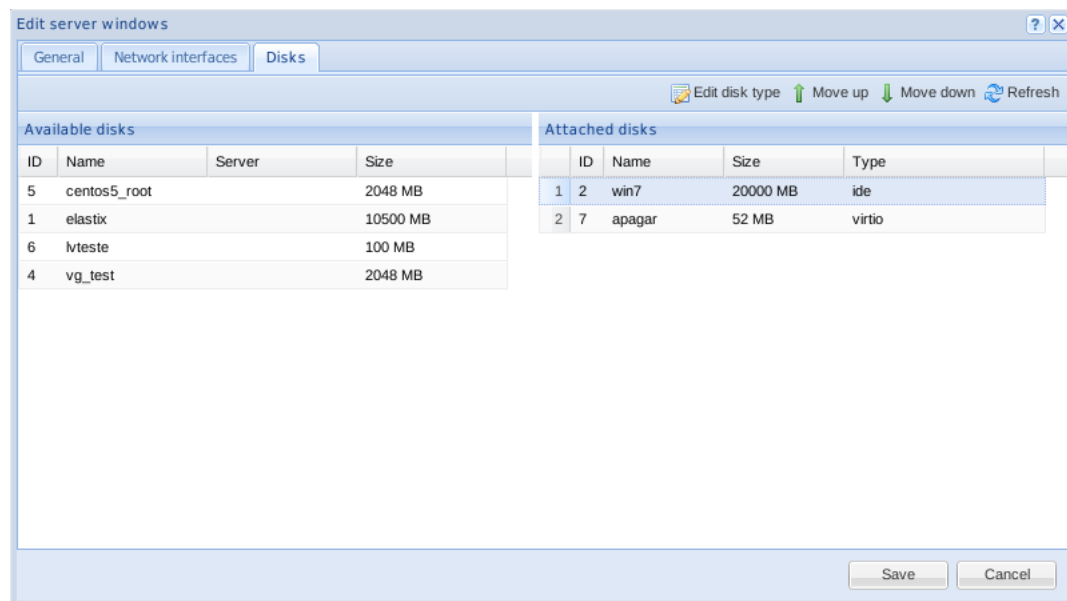 Edit server windows
General Network interfaces Disks
Edit disk type Move up Move down Refresh
Available disks Attached disks
ID Name Server Size ID Name Size Type
5 centos5_root 2048 MB 1 2 win7 20000 MB ide
1 elastix 10500 MB 2 7 apagar 52 MB virtio
6 lvteste 100 MB
4 vg_test 2048 MB
Save Cancel